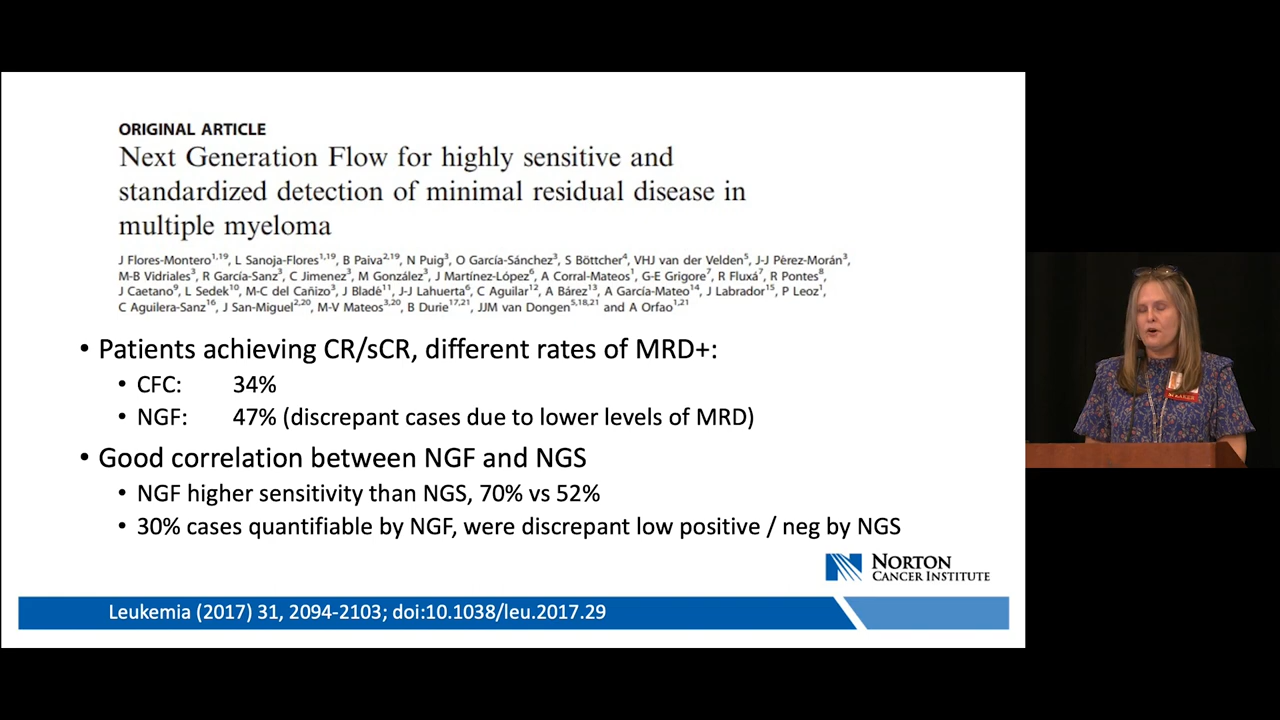 ORIGINAL ARTICLE
Next Generation Flow for highly sensitive and
standardized detection of minimal residual disease in
multiple myeloma
J Flores-Montero1,19, L Sanoja-Flores1,19, B Paiva2,19, N Puig3, O García-Sánchez3, S Böttcher4, VHJ van der Velden5, J-J Pérez-Morán3,
M-B Vidriales3, R García-Sanz3, C Jimenez3, M González3, J Martínez-López6, A Corral-Mateos1, G-E Grigore7, R Fluxá7, R Pontes8,
J Caetano9, L Sedek10, M-C del Cañizo3, J Bladé11, J-J Lahuerta6, C Aguilar12, A Bárez13, A García-Mateo14, J Labrador15, P Leoz1,
C Aguilera-Sanz16, J San-Miguel2,20, M-V Mateos3,20, B Durie17,21, JJM van Dongen5,18,21 and A Orfao1,21
• Patients achieving CR/sCR, different rates of MRD+:
• CFC: 34%
• NGF: 47% (discrepant cases due to lower levels of MRD)
• Good correlation between NGF and NGS
• NGF higher sensitivity than NGS, 70% vs 52%
• 30% cases quantifiable by NGF, were discrepant low positive / neg by NGS
NORTON
CANCER INSTITUTE
Leukemia (2017) 31, 2094-2103; doi:10.1038/leu.2017.29